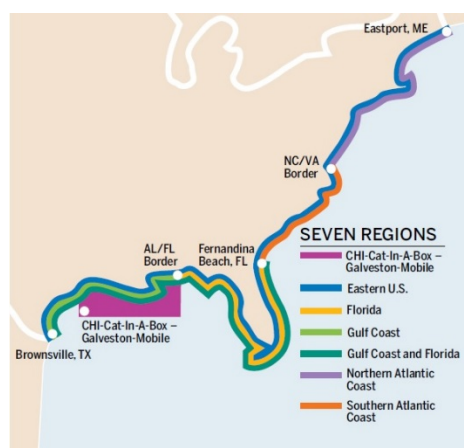 Eastport, ME
NC/VA
Border
SEVEN REGIONS
AL/FL
Border
Fernandina
Beach, FL
CHI-Cat-In-A-Box –
Galveston-Mobile
Eastern U.S.
Florida
Gulf Coast
Gulf Coast and Florida
Northern Atlantic
Coast
Southern Atlantic
Coast
CHI-Cat-In-A-Box –
Galveston-Mobile
Brownsville, TX